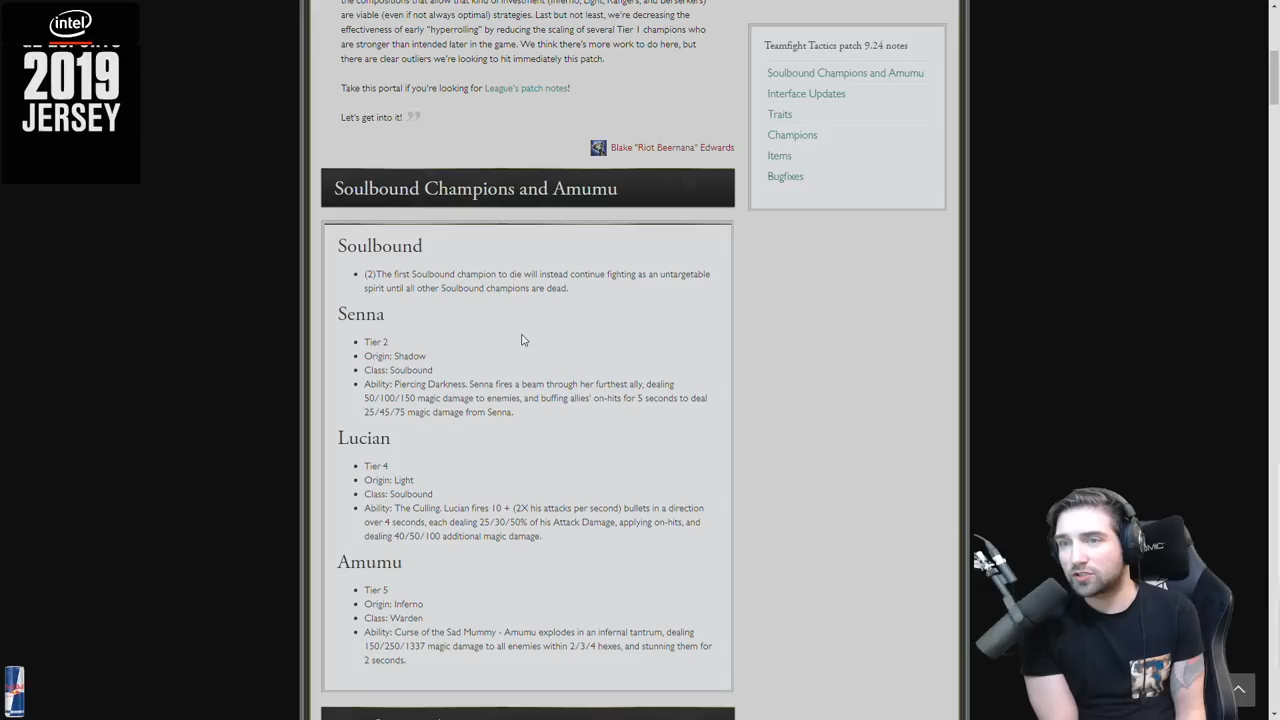 intel
2019
JERSEY
the compositions that allow that kind of investment (Inferno, Light, Rangers, and Berserkers)
are viable (even if not always optimal) strategies. Last but not least, we're decreasing the
effectiveness of early "hyperrolling" by reducing the scaling of several Tier 1 champions who
are stronger than intended later in the game. We think there's more work to do here, but
there are clear outliers we're looking to hit immediately this patch.
Take this portal if you're looking for League's patch notes!
Let's get into it!
Blake "Riot Beernana" Edwards
Soulbound Champions and Amumu
Soulbound
• (2)The first Soulbound champion to die will instead continue fighting as an untargetable
spirit until all other Soulbound champions are dead.
Senna
• Tier 2
• Origin: Shadow
• Class: Soulbound
• Ability: Piercing Darkness. Senna fires a beam through her furthest ally, dealing
50/100/150 magic damage to enemies, and buffing allies' on-hits for 5 seconds to deal
25/45/75 magic damage from Senna.
Lucian
• Tier 4
• Origin: Light
• Class: Soulbound
• Ability: The Culling. Lucian fires 10 + (2X his attacks per second) bullets in a direction
over 4 seconds, each dealing 25/30/50% of his Attack Damage, applying on-hits, and
dealing 40/50/100 additional magic damage.
Amumu
• Tier 5
• Origin: Inferno
• Class: Warden
• Ability: Curse of the Sad Mummy - Amumu explodes in an infernal tantrum, dealing
150/250/1337 magic damage to all enemies within 2/3/4 hexes, and stunning them for
2 seconds.
Teamfight Tactics patch 9.24 notes
Soulbound Champions and Amumu
Interface Updates
Traits
Champions
Items
Bugfixes